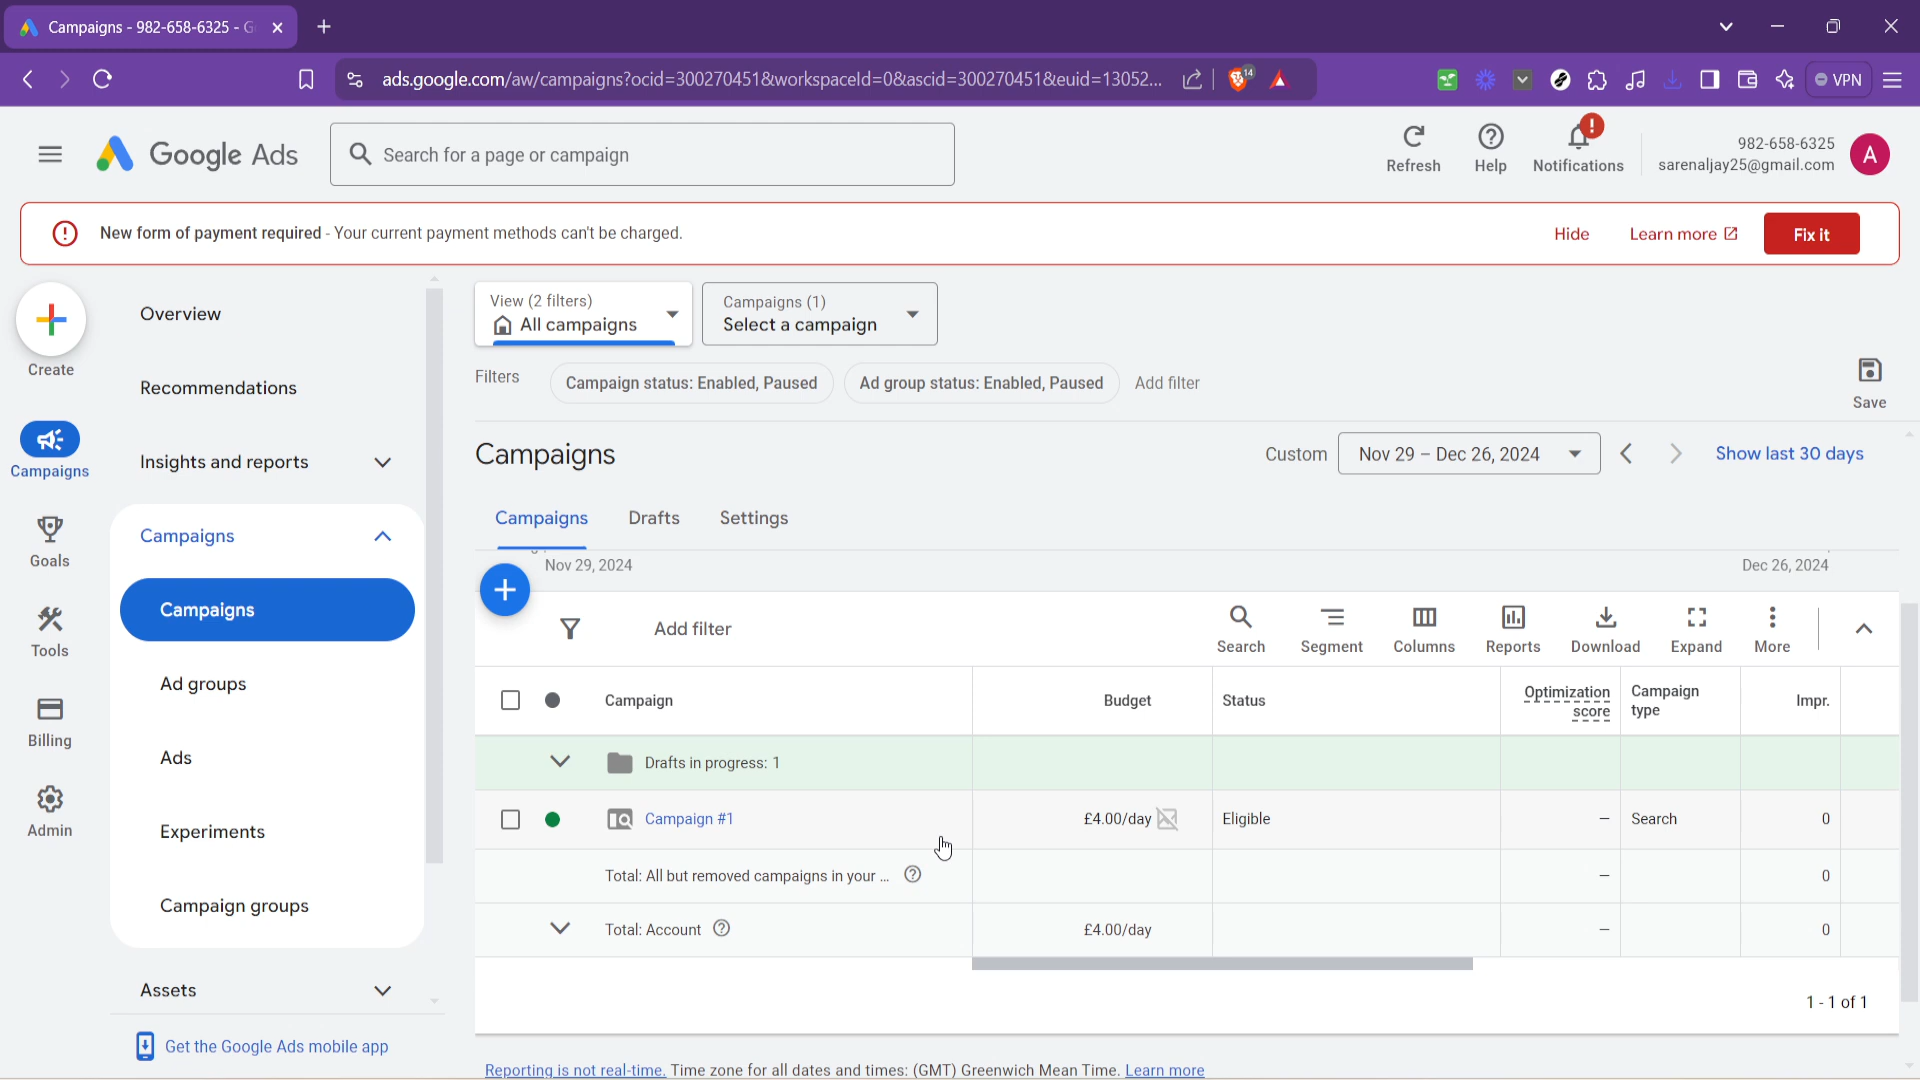 Campaigns - 982-658-6325 - G
ads.google.com/aw/campaigns?ocid=300270451&workspaceId=0&ascid=300270451&euid=13052...
14
VPN
Google Ads
Search for a page or campaign
Refresh
Help
Notifications
982-658-6325
sarenaljay25@gmail.com
A
New form of payment required - Your current payment methods can't be charged.
Hide
Learn more
Fix it
Create
Campaigns
Goals
Tools
Billing
Admin
Overview
Recommendations
Insights and reports
Campaigns
Campaigns
Ad groups
Ads
Experiments
Campaign groups
Assets
Get the Google Ads mobile app
View (2 filters)
All campaigns
Campaigns (1)
Select a campaign
Filters
Campaign status: Enabled, Paused
Ad group status: Enabled, Paused
Add filter
Save
Campaigns
Custom
Nov 29 – Dec 26, 2024
Show last 30 days
Campaigns
Drafts
Settings
Nov 29, 2024
Dec 26, 2024
Add filter
Search
Segment
Columns
Reports
Download
Expand
More
Campaign
Budget
Status
Optimization score
Campaign type
Impr.
Drafts in progress: 1
Campaign #1
£4.00/day
Eligible
–
Search
0
Total: All but removed campaigns in your ...
–
0
Total: Account
£4.00/day
–
0
1 - 1 of 1
Reporting is not real-time. Time zone for all dates and times: (GMT) Greenwich Mean Time. Learn more